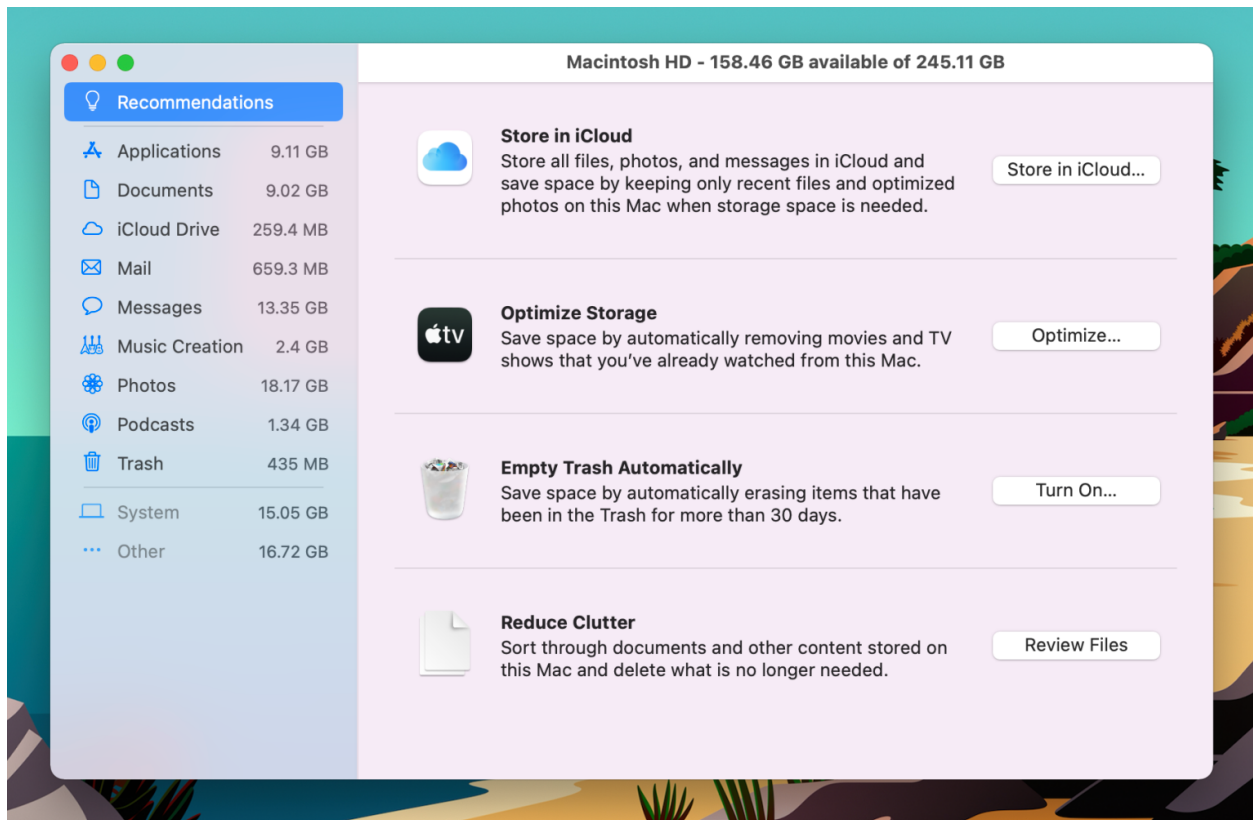 Macintosh HD - 158.46 GB available of 245.11 GB
Recommendations
Applications 9.11 GB
Documents 9.02 GB
iCloud Drive 259.4 MB
Mail 659.3 MB
Messages 13.35 GB
Music Creation 2.4 GB
Photos 18.17 GB
Podcasts 1.34 GB
Trash 435 MB
System 15.05 GB
Other 16.72 GB
Store in iCloud
Store all files, photos, and messages in iCloud and
save space by keeping only recent files and optimized
photos on this Mac when storage space is needed.
Store in iCloud...
tv
Optimize Storage
Save space by automatically removing movies and TV
shows that you’ve already watched from this Mac.
Optimize...
Empty Trash Automatically
Save space by automatically erasing items that have
been in the Trash for more than 30 days.
Turn On...
Reduce Clutter
Sort through documents and other content stored on
this Mac and delete what is no longer needed.
Review Files